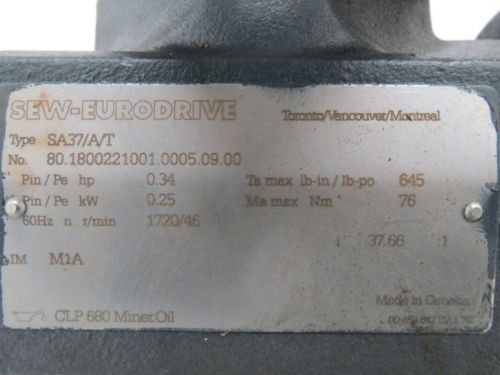 SEW-EURODRIVE Toronto/Vancouver/Montreal
Type SA37/A/T
No. 80.1800221001.0005.09.00
Pin/Pe hp 0.34 Ta max lb-in/lb-po 645
Pin/Pe kW 0.25 Ma max Nm 76
60Hz n r/min 1720/46
i 37.66 :1
IM M1A
Made in Canada
CLP 680 Miner.Oil